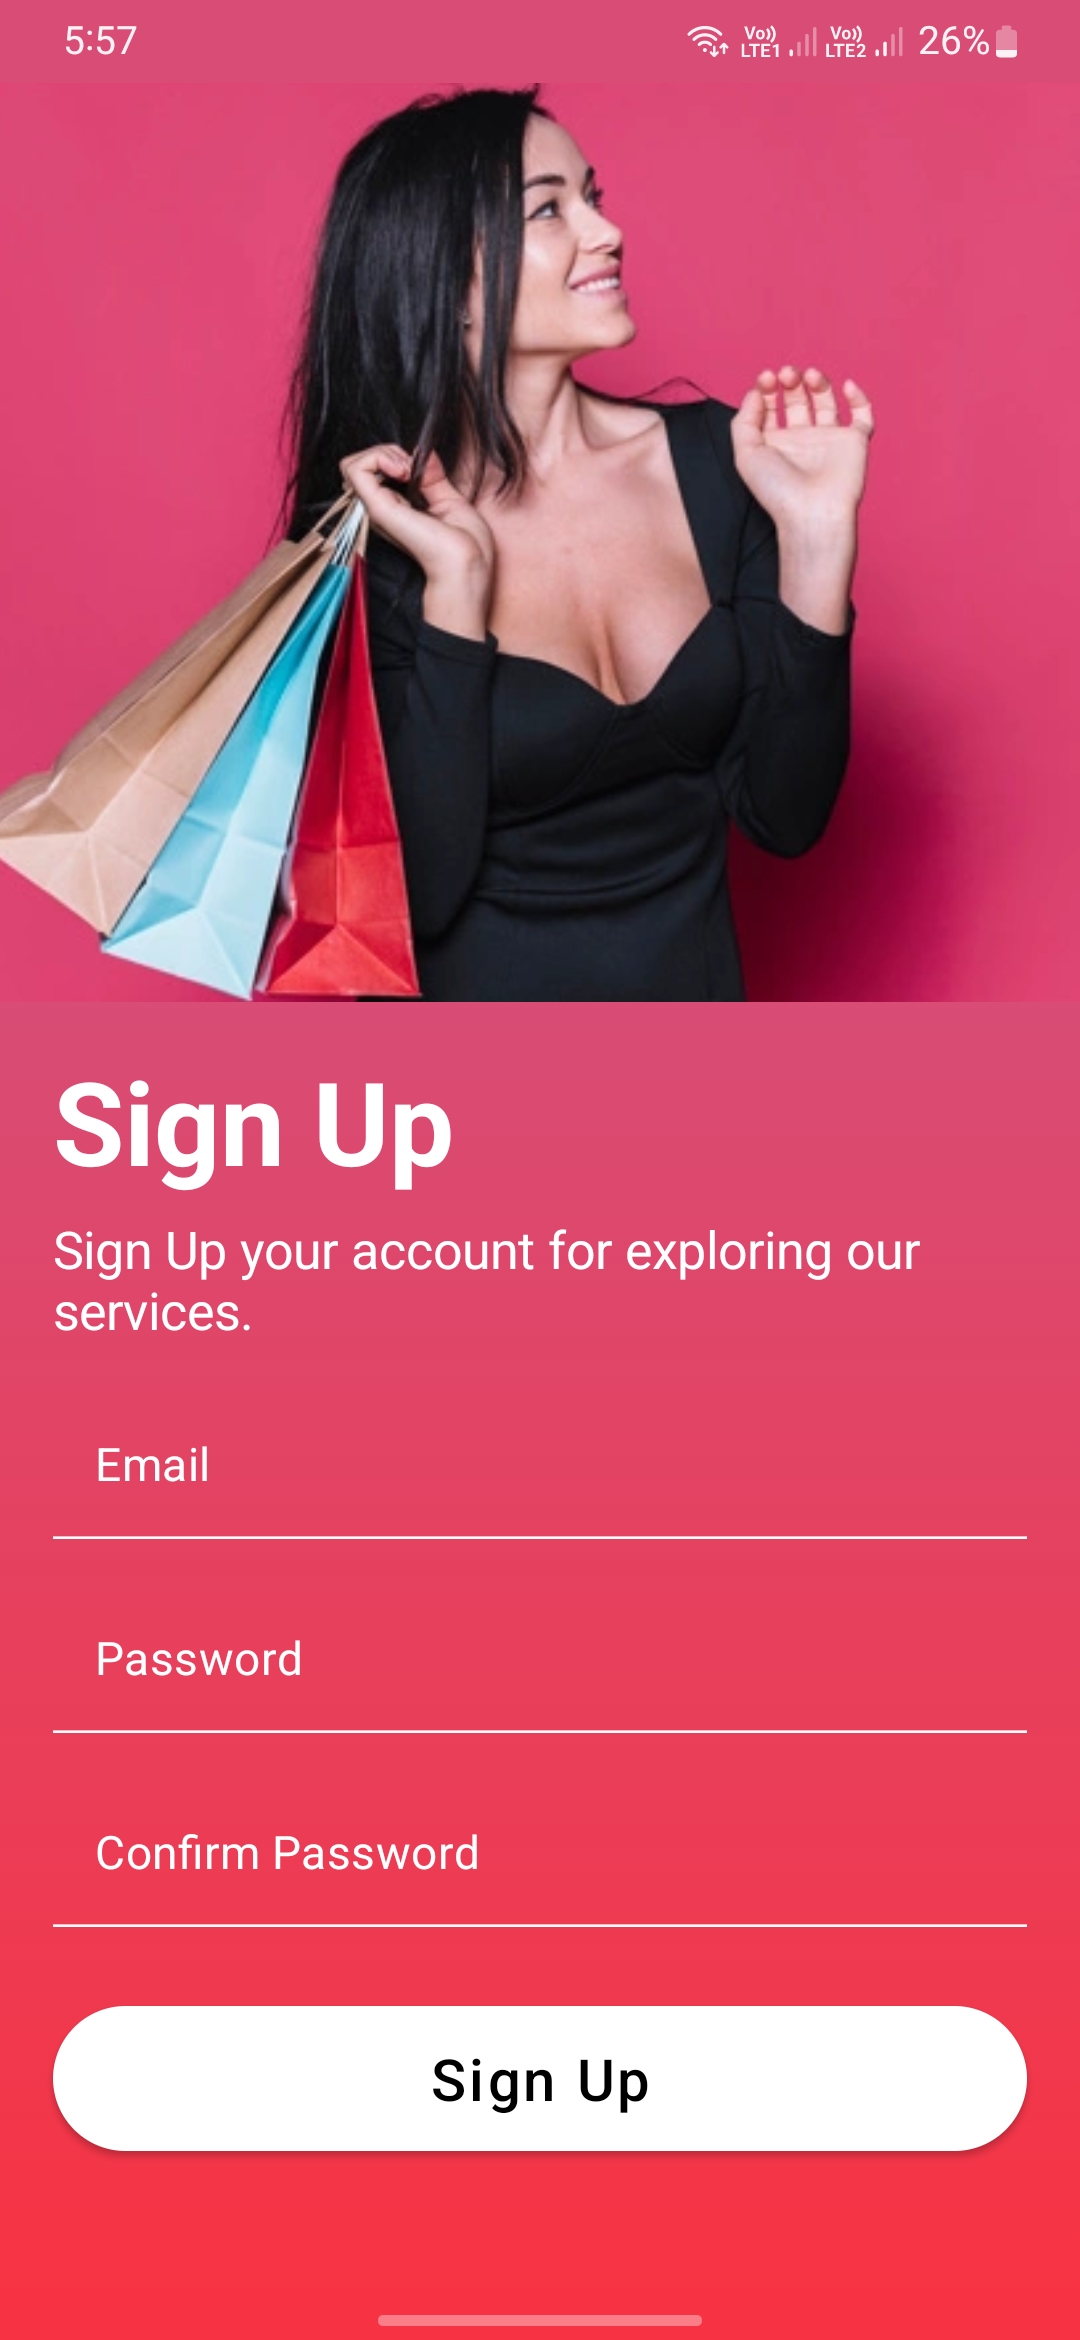 5:57
Vo)) LTE1 Vo)) LTE2 26%
Sign Up
Sign Up your account for exploring our
services.
Email
Password
Confirm Password
Sign Up